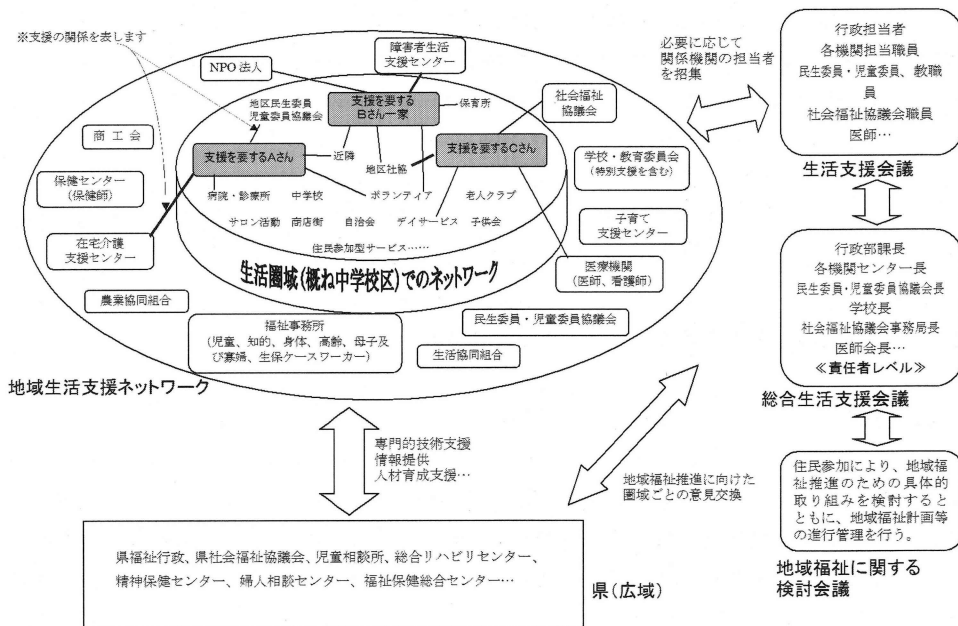 ※支援の関係を表します
NPO 法人
障害者生活
支援センター
地区民生委員
児童委員協議会
支援を要する
Bさん一家
保育所
社会福祉
協議会
商 工 会
支援を要するAさん
近隣
地区社協
支援を要するCさん
学校・教育委員会
(特別支援を含む)
保健センター
(保健師)
病院・診療所
中学校
ボランティア
老人クラブ
サロン活動
商店街
自治会
デイサービス
子供会
子育て
支援センター
在宅介護
支援センター
住民参加型サービス……
生活圏域(概ね中学校区)でのネットワーク
医療機関
(医師、看護師)
農業協同組合
福祉事務所
(児童、知的、身体、高齢、母子及
び寡婦、生保ケースワーカー)
民生委員・児童委員協議会
生活協同組合
地域生活支援ネットワーク
必要に応じて
関係機関の担当者
を招集
行政担当者
各機関担当職員
民生委員・児童委員、教職
員
社会福祉協議会職員
医師…
生活支援会議
行政部課長
各機関センター長
民生委員・児童委員協議会長
学校長
社会福祉協議会事務局長
医師会長…
≪責任者レベル≫
総合生活支援会議
住民参加により、地域福
祉推進のための具体的
取り組みを検討すると
ともに、地域福祉計画等
の進行管理を行う。
地域福祉に関する
検討会議
専門的技術支援
情報提供
人材育成支援…
地域福祉推進に向けた
圏域ごとの意見交換
県福祉行政、県社会福祉協議会、児童相談所、総合リハビリセンター、
精神保健センター、婦人相談センター、福祉保健総合センター…
県(広域)